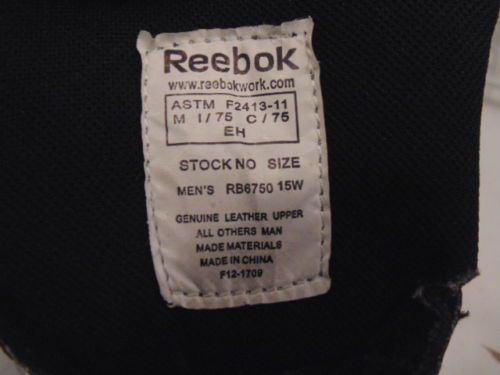 Reebok
www.reebokwork.com
ASTM F2413-11
M I/75 C/75
EH
STOCK NO SIZE
MEN'S RB6750 15W
GENUINE LEATHER UPPER
ALL OTHERS MAN
MADE MATERIALS
MADE IN CHINA
F12-1709